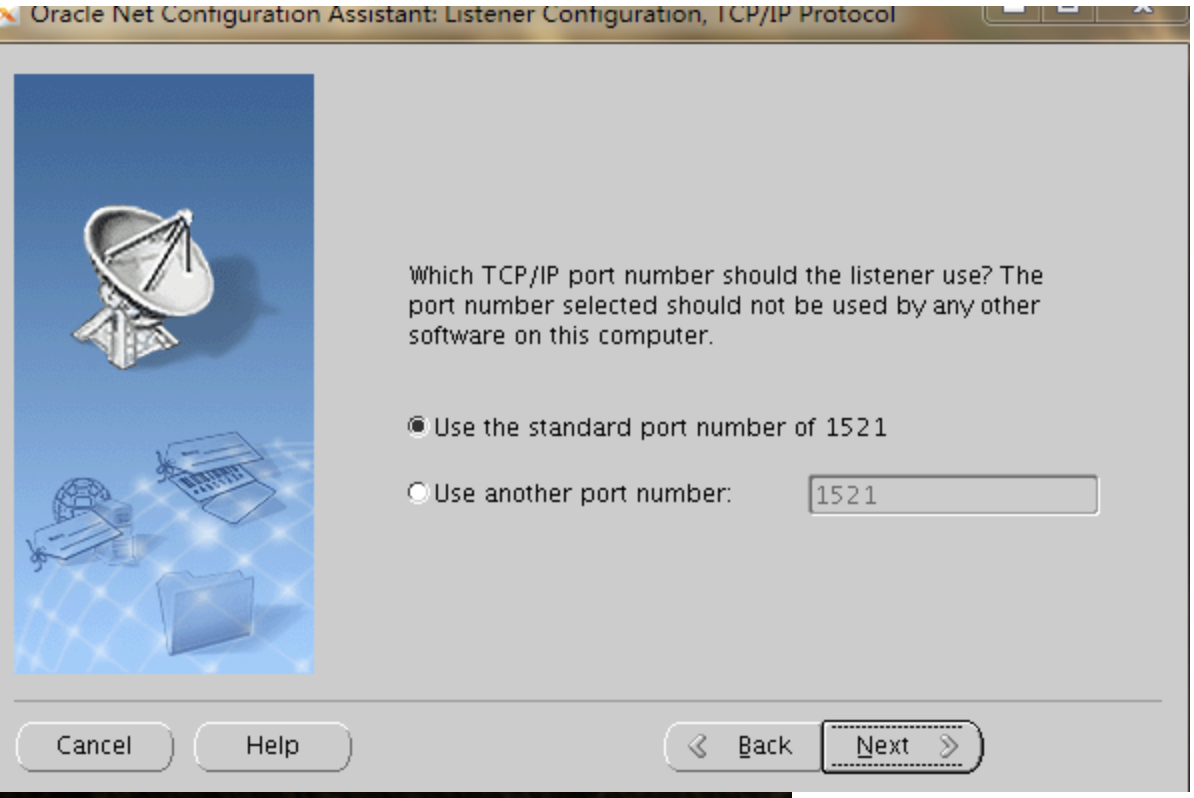 Oracle Net Configuration Assistant: Listener Configuration, TCP/IP Protocol
Which TCP/IP port number should the listener use? The
port number selected should not be used by any other
software on this computer.
Use the standard port number of 1521
Use another port number: 1521
Cancel Help Back Next